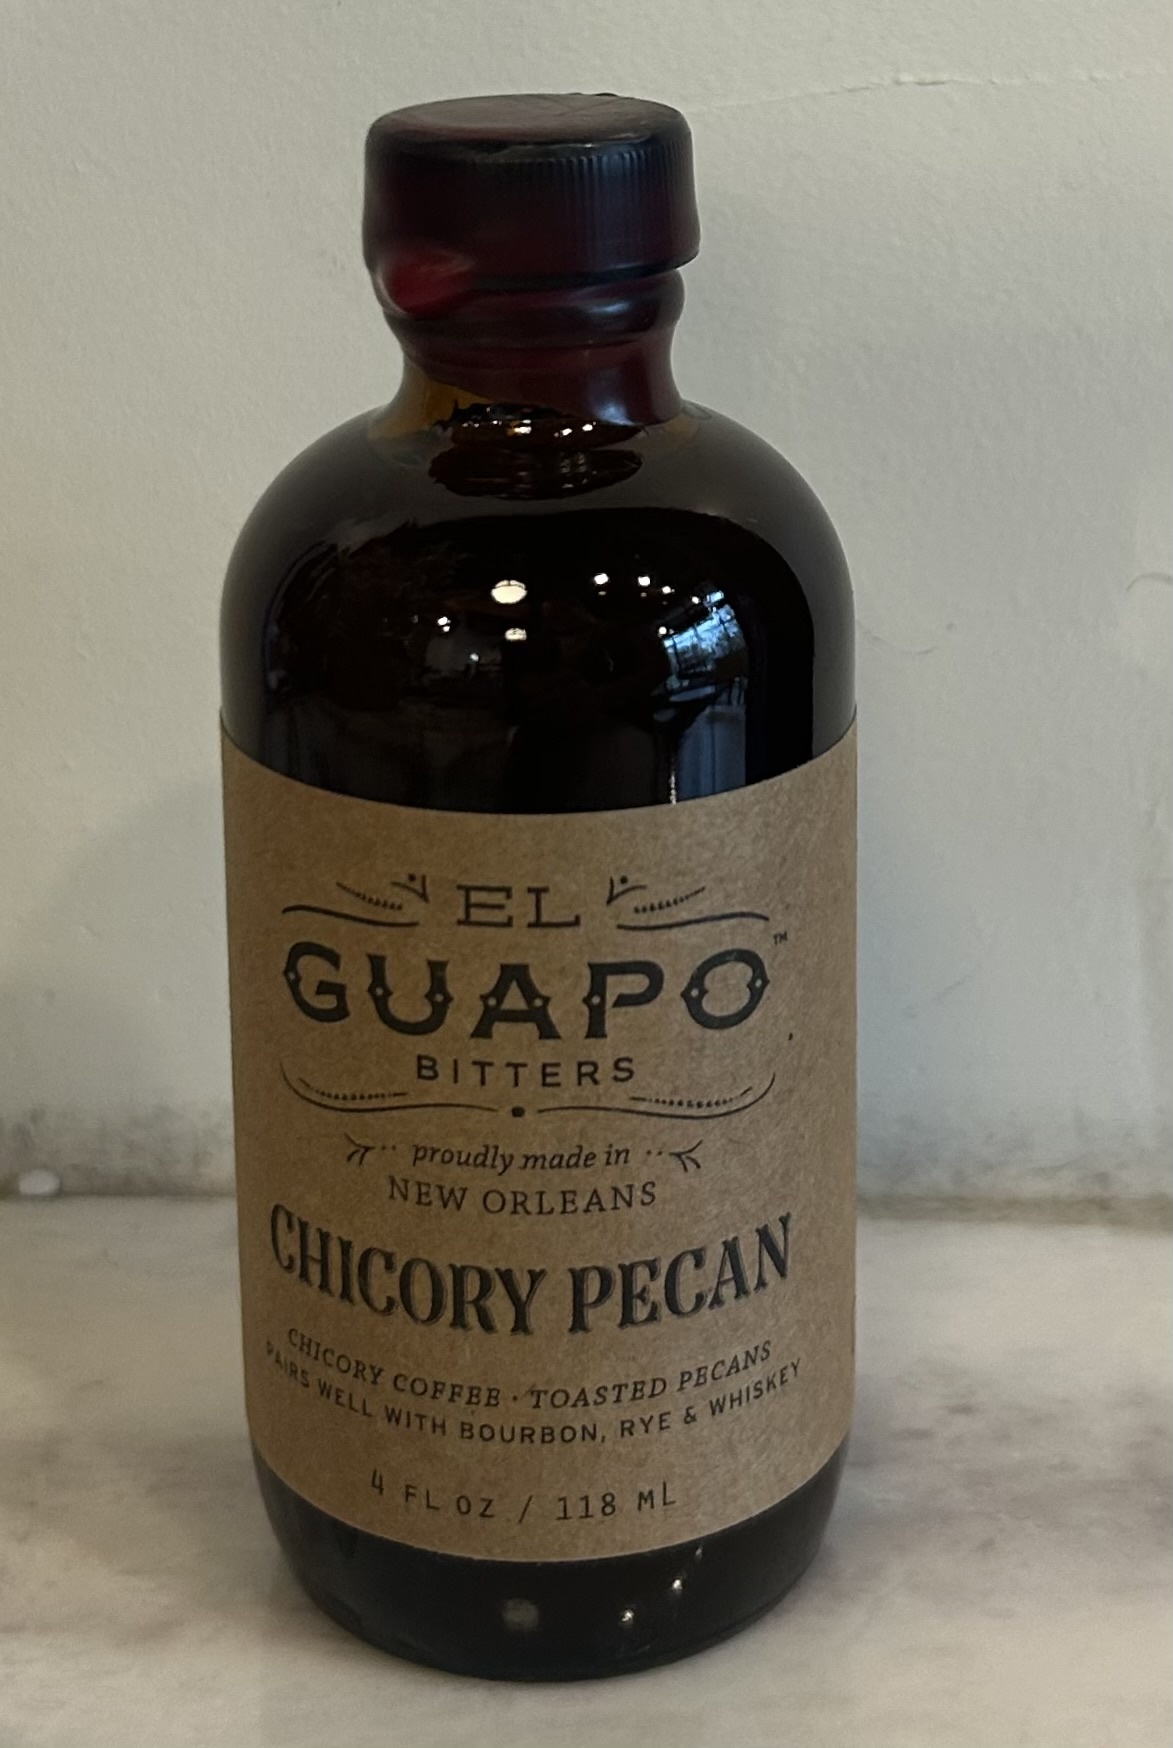 EL
GUAPO™
BITTERS
proudly made in
NEW ORLEANS
CHICORY PECAN
CHICORY COFFEE · TOASTED PECANS
PAIRS WELL WITH BOURBON, RYE & WHISKEY
4 FL OZ / 118 ML